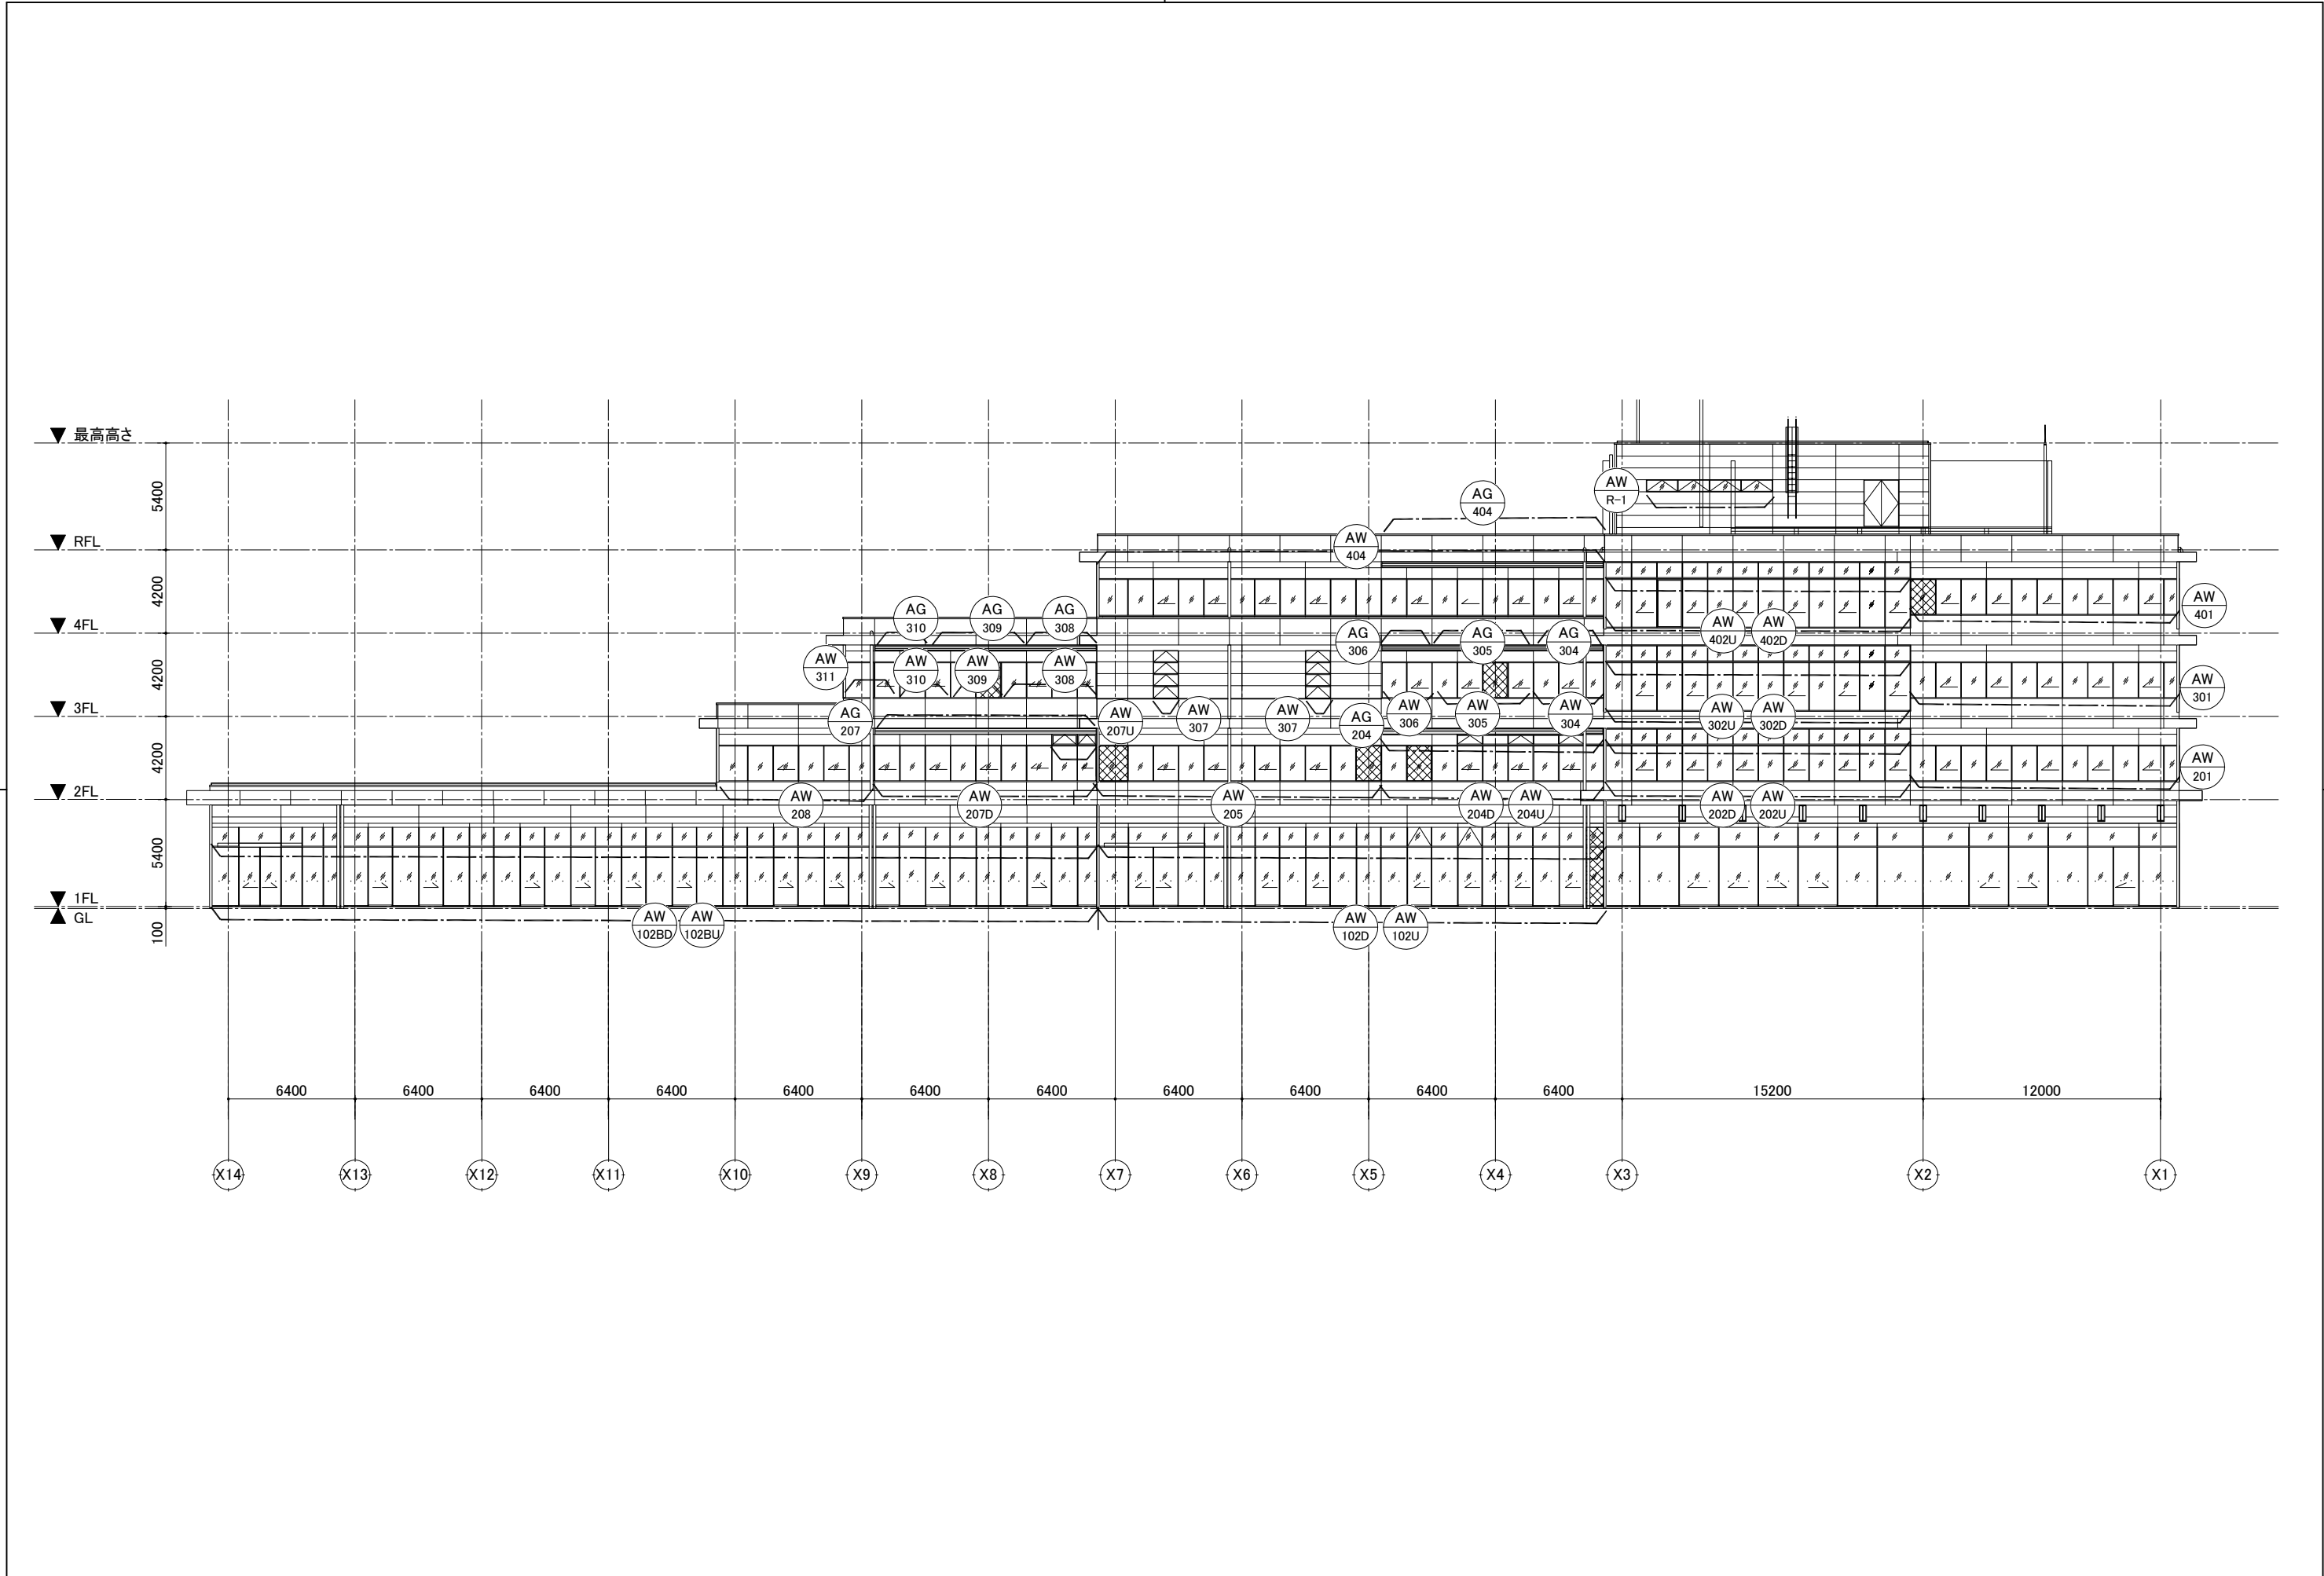 最高高さ
5400
AW
R-1
AG
404
RFL
AW
404
4200
AW
401
AG
310
AG
309
AG
308
4FL
AW
402U
AW
402D
AG
306
AG
305
AG
304
AW
311
AW
310
AW
309
AW
308
4200
AW
301
3FL
AG
207
AW
207U
AW
307
AW
307
AG
204
AW
306
AW
305
AW
304
AW
302U
AW
302D
4200
AW
201
2FL
AW
208
AW
207D
AW
205
AW
204D
AW
204U
AW
202D
AW
202U
5400
1FL
GL
100
AW
102BD
AW
102BU
AW
102D
AW
102U
6400 6400 6400 6400 6400 6400 6400 6400 6400 6400 6400 15200 12000
X14 X13 X12 X11 X10 X9 X8 X7 X6 X5 X4 X3 X2 X1